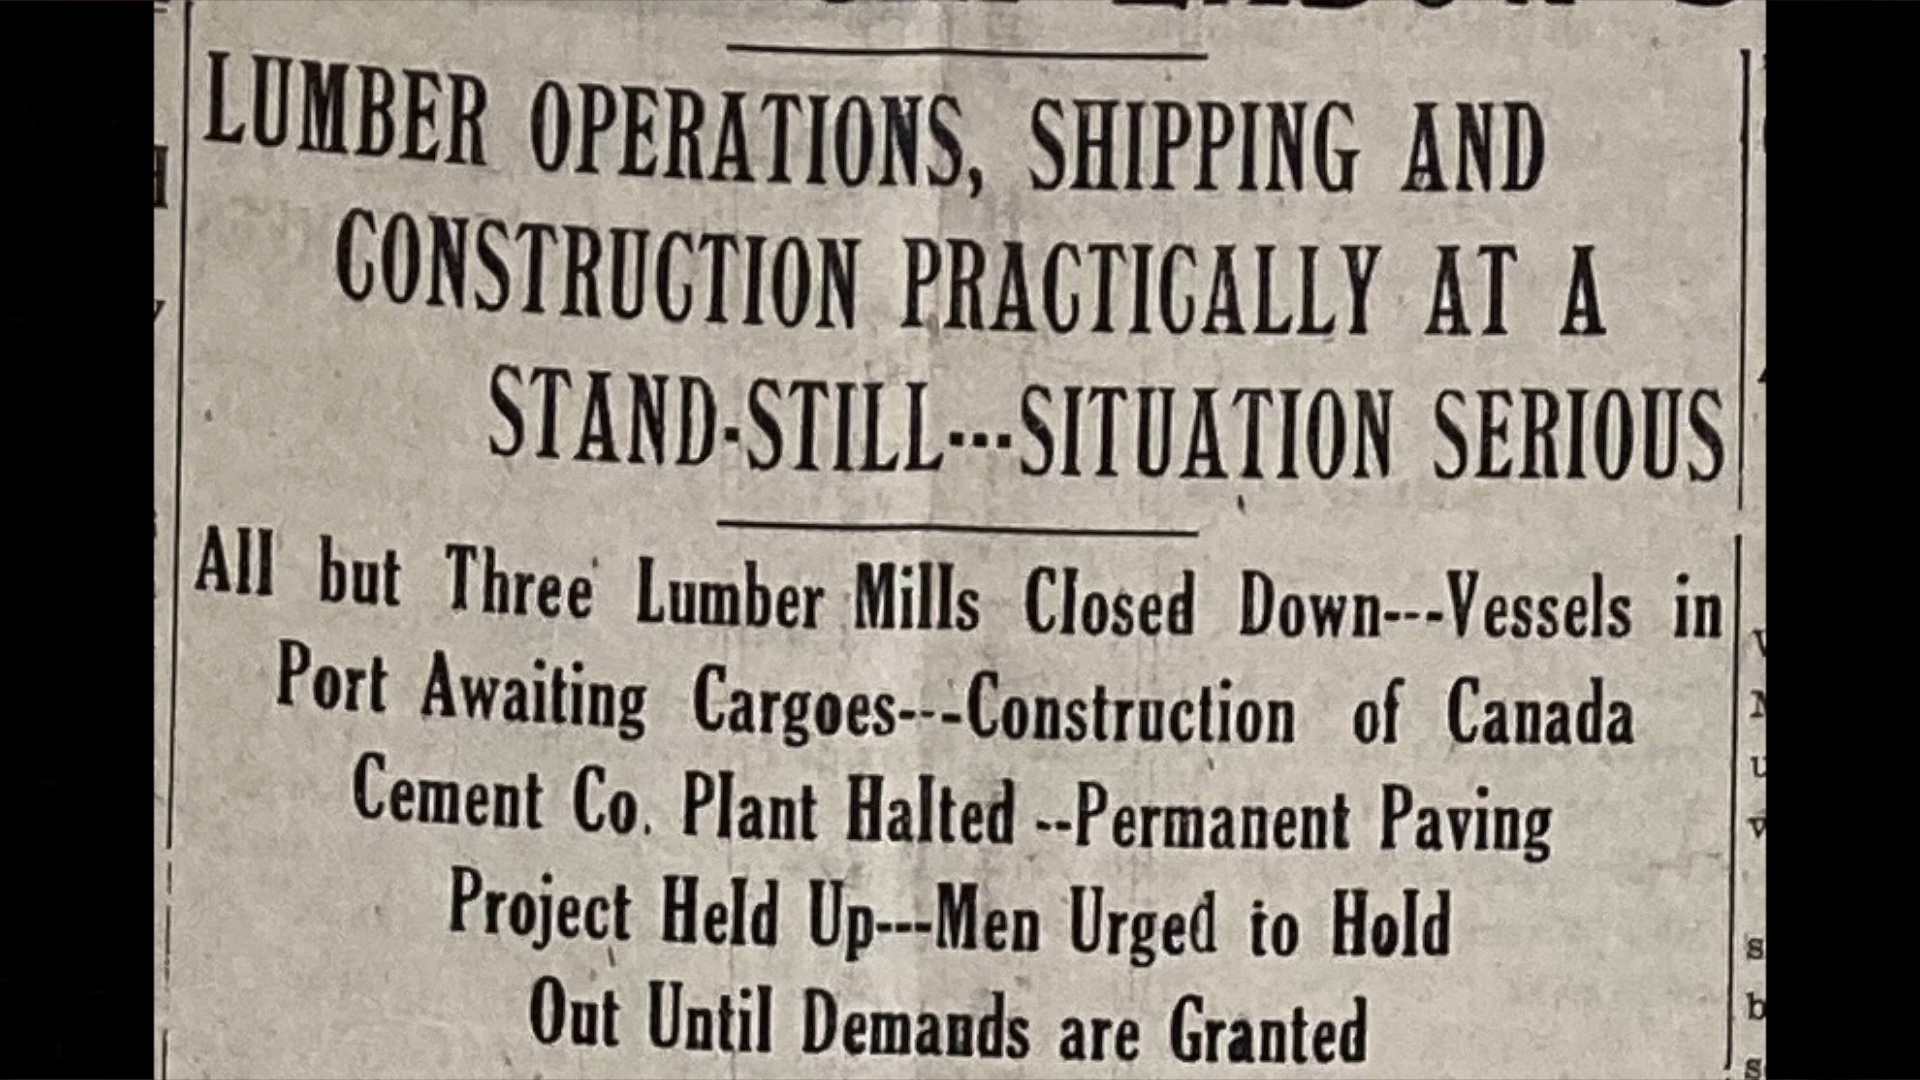 LUMBER OPERATIONS, SHIPPING AND
CONSTRUCTION PRACTICALLY AT A
STAND-STILL---SITUATION SERIOUS
All but Three Lumber Mills Closed Down---Vessels in
Port Awaiting Cargoes---Construction of Canada
Cement Co. Plant Halted --Permanent Paving
Project Held Up---Men Urged to Hold
Out Until Demands are Granted